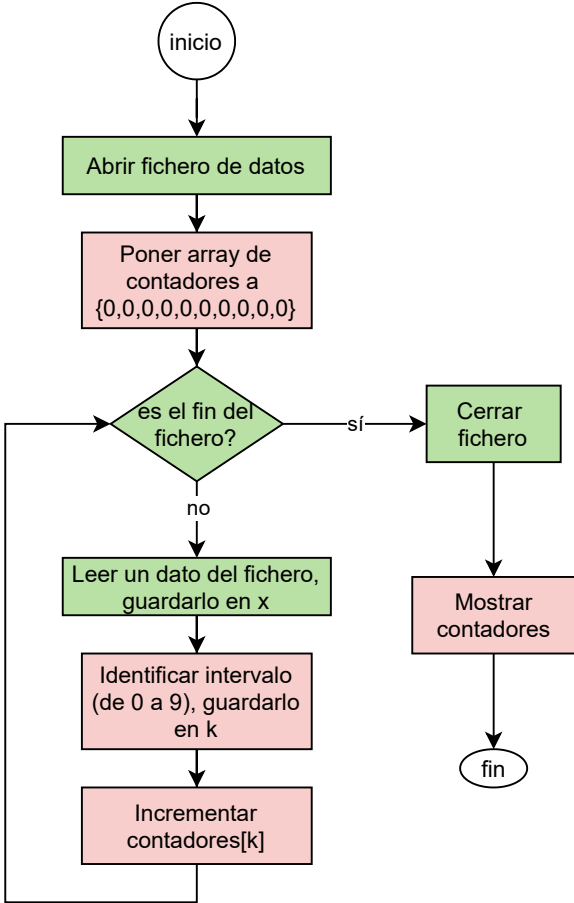 inicio
Abrir fichero de datos
Poner array de
contadores a
{0,0,0,0,0,0,0,0,0,0}
es el fin del
fichero?
sí
Cerrar
fichero
no
Leer un dato del fichero,
guardarlo en x
Mostrar
contadores
Identificar intervalo
(de 0 a 9), guardarlo
en k
fin
Incrementar
contadores[k]